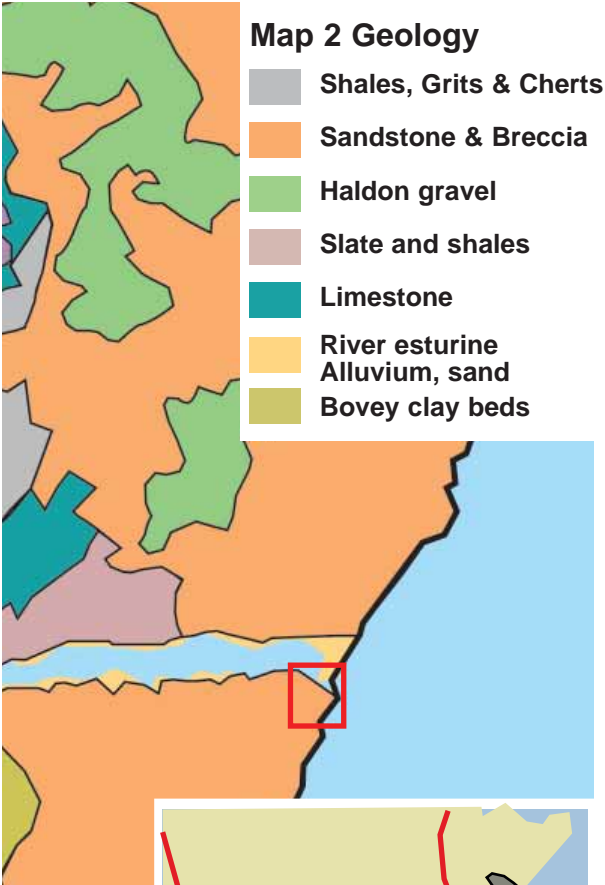 Map 2 Geology
Shales, Grits & Cherts
Sandstone & Breccia
Haldon gravel
Slate and shales
Limestone
River esturine
Alluvium, sand
Bovey clay beds